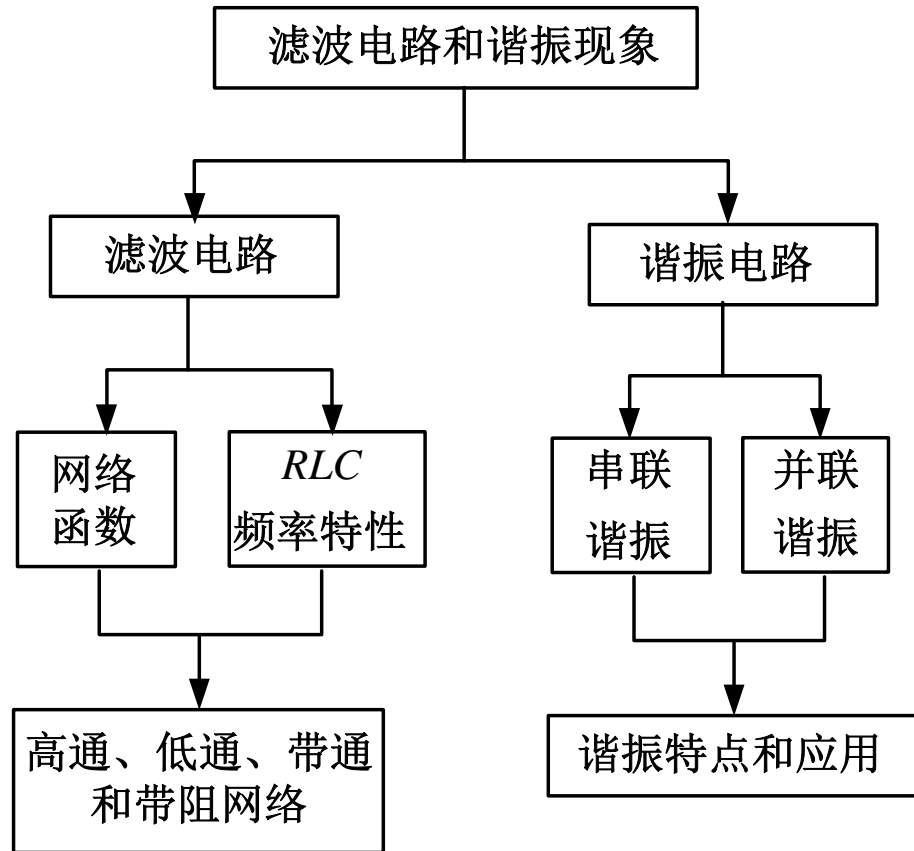 滤波电路和谐振现象
滤波电路
谐振电路
网络
函数
RLC
频率特性
串联
谐振
并联
谐振
高通、低通、带通
和带阻网络
谐振特点和应用